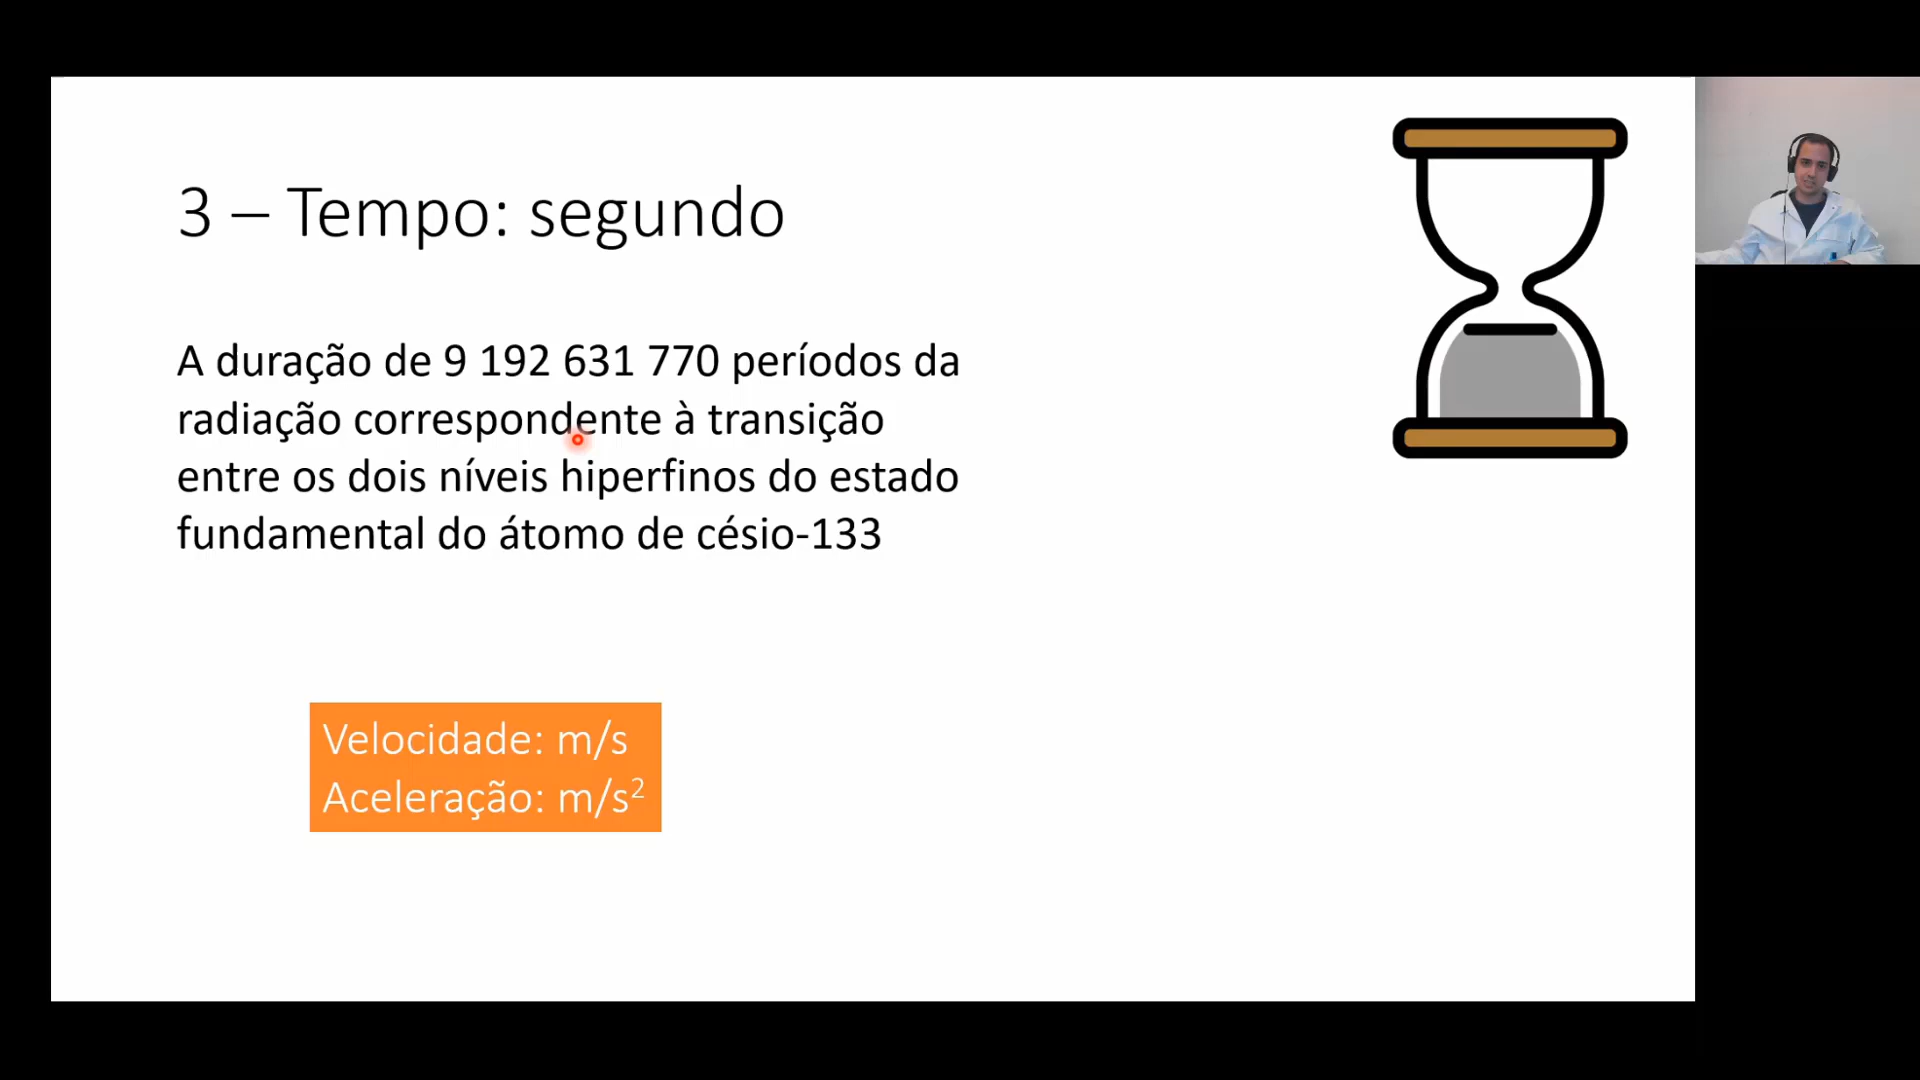 3 – Tempo: segundo
A duração de 9 192 631 770 períodos da
radiação correspondente à transição
entre os dois níveis hiperfinos do estado
fundamental do átomo de césio-133
Velocidade: m/s
Aceleração: m/s²